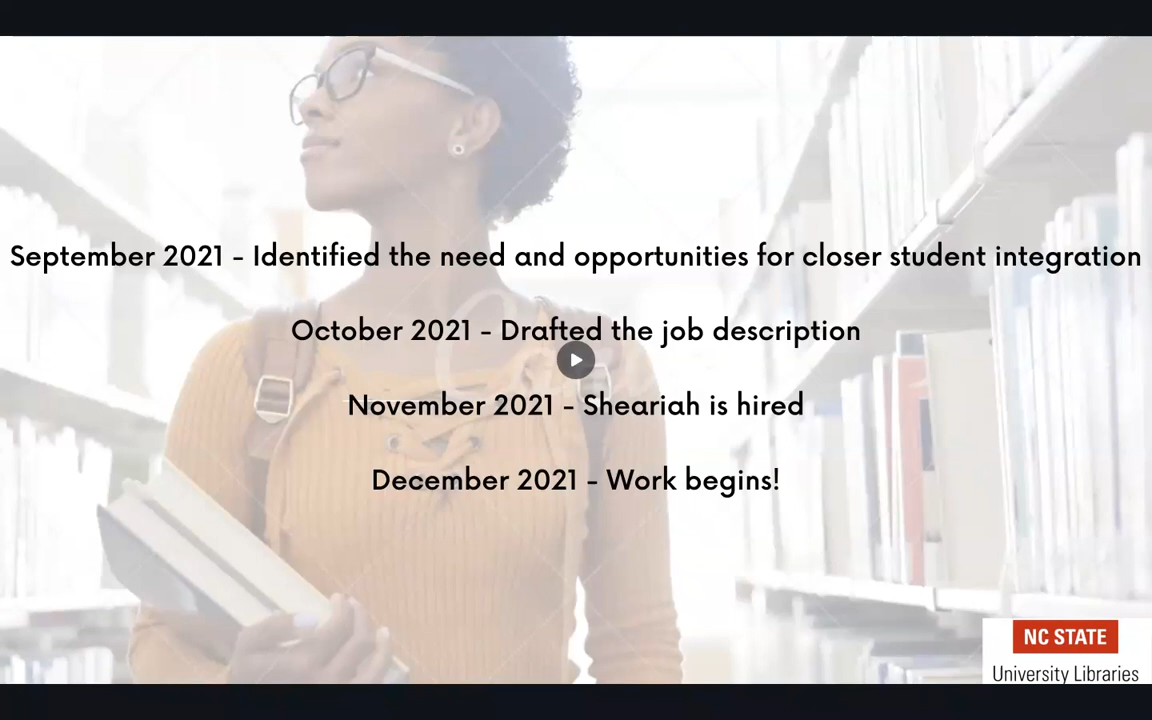 September 2021 - Identified the need and opportunities for closer student integration
October 2021 - Drafted the job description
November 2021 - Sheariah is hired
December 2021 - Work begins!
NC STATE
University Libraries